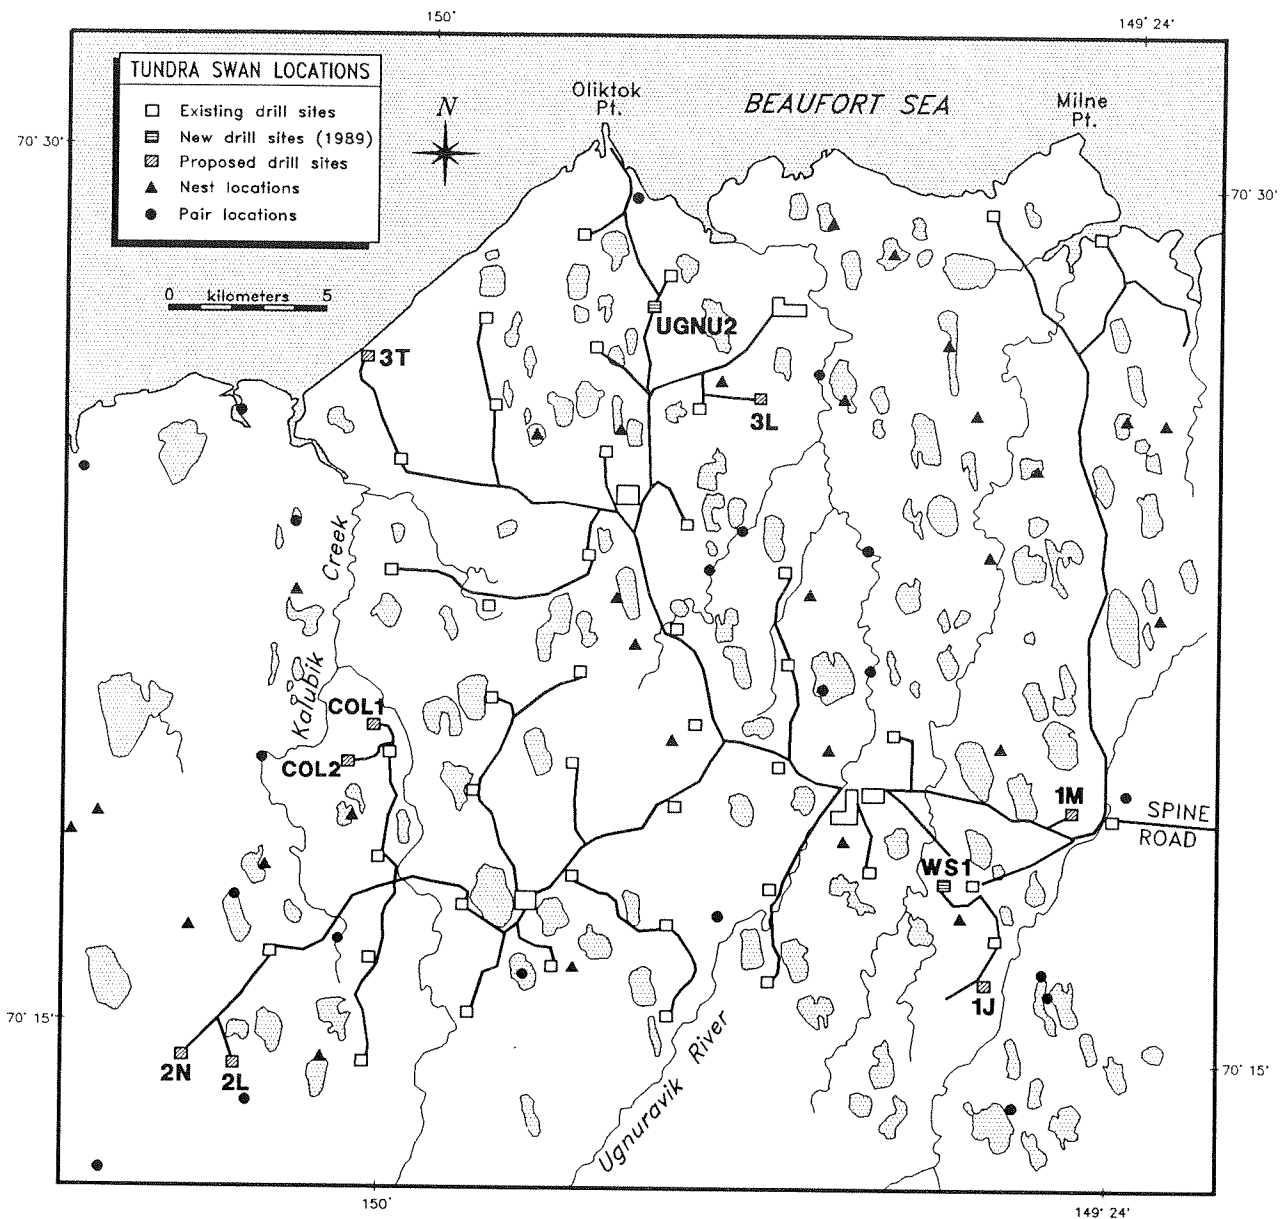 150'
149 24'
TUNDRA SWAN LOCATIONS
Existing drill sites
New drill sites (1989)
Proposed drill sites
Nest locations
Pair locations
N
Oliktok
Pt.
BEAUFORT SEA
Milne
Pt.
70° 30'
70° 30'
0 kilometers 5
UGNU2
3T
3L
Creek
Kalubik
COL1
COL2
1M
SPINE
ROAD
WS1
1J
70° 15'
70° 15'
2N
2L
Ugnuravik River
150'
149° 24'